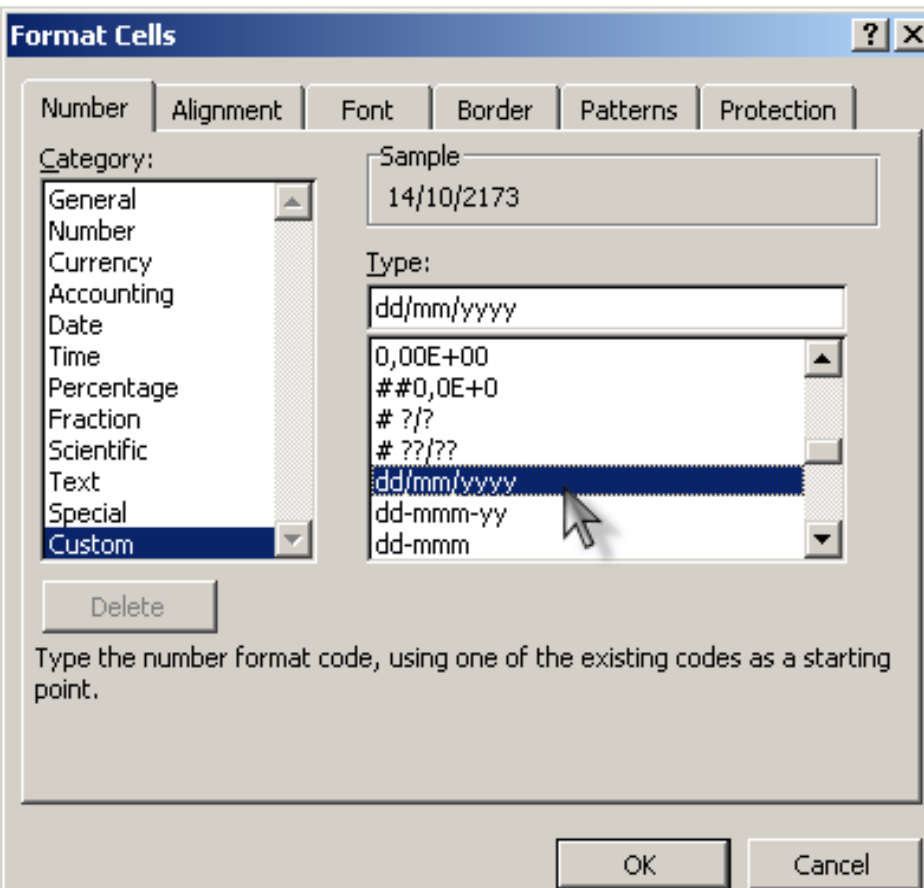 Format Cells
Number Alignment Font Border Patterns Protection
Category:
General
Number
Currency
Accounting
Date
Time
Percentage
Fraction
Scientific
Text
Special
Custom
Sample
14/10/2173
Type:
dd/mm/yyyy
0,00E+00
##0,0E+0
# ?/?
# ??/??
dd/mm/yyyy
dd-mmm-yy
dd-mmm
Delete
Type the number format code, using one of the existing codes as a starting
point.
OK Cancel